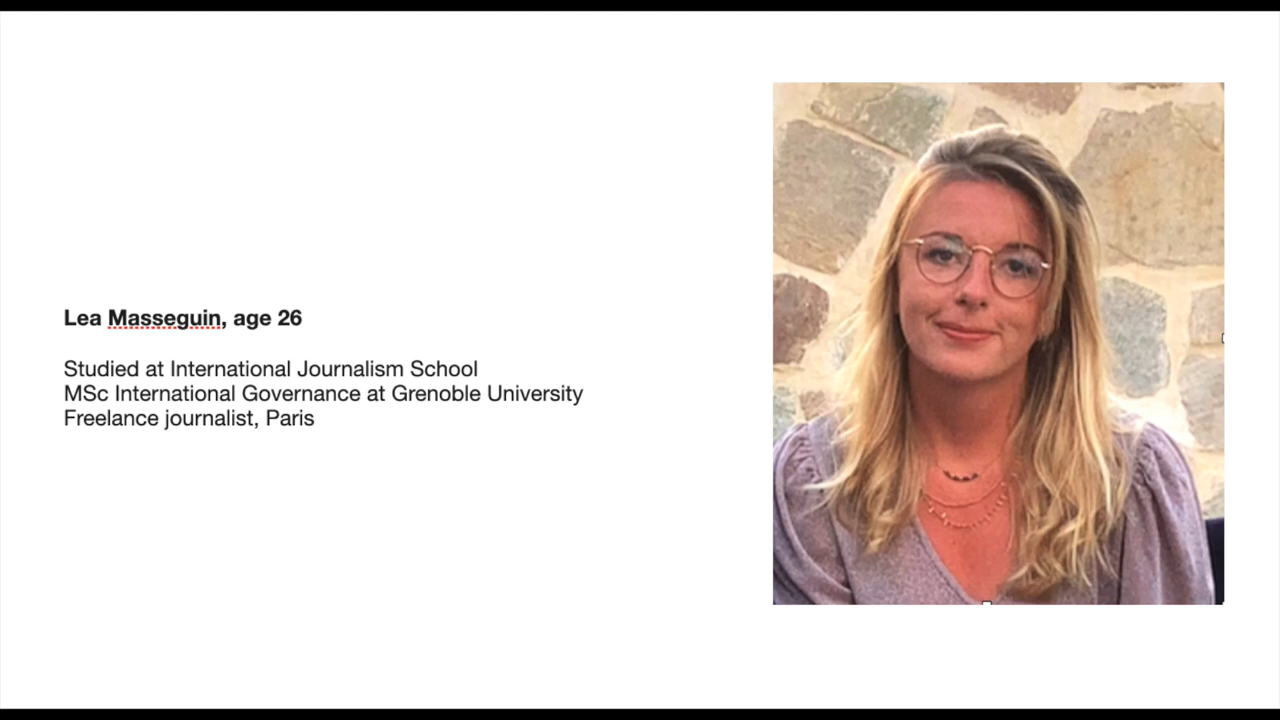 Lea Masseguin, age 26
Studied at International Journalism School
MSc International Governance at Grenoble University
Freelance journalist, Paris